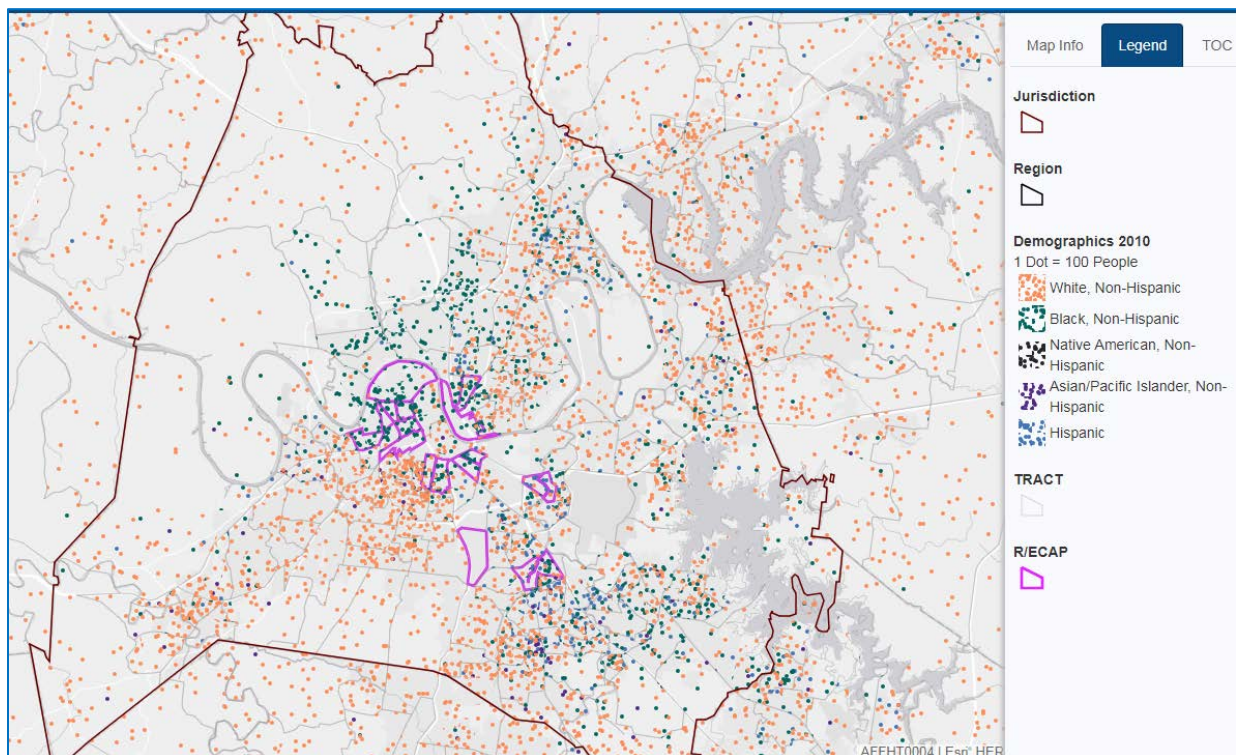 Map Info Legend TOC
Jurisdiction
Region
Demographics 2010
1 Dot = 100 People
White, Non-Hispanic
Black, Non-Hispanic
Native American, Non-
Hispanic
Asian/Pacific Islander, Non-
Hispanic
Hispanic
TRACT
R/ECAP
AFFHT0004 | Esri, HER